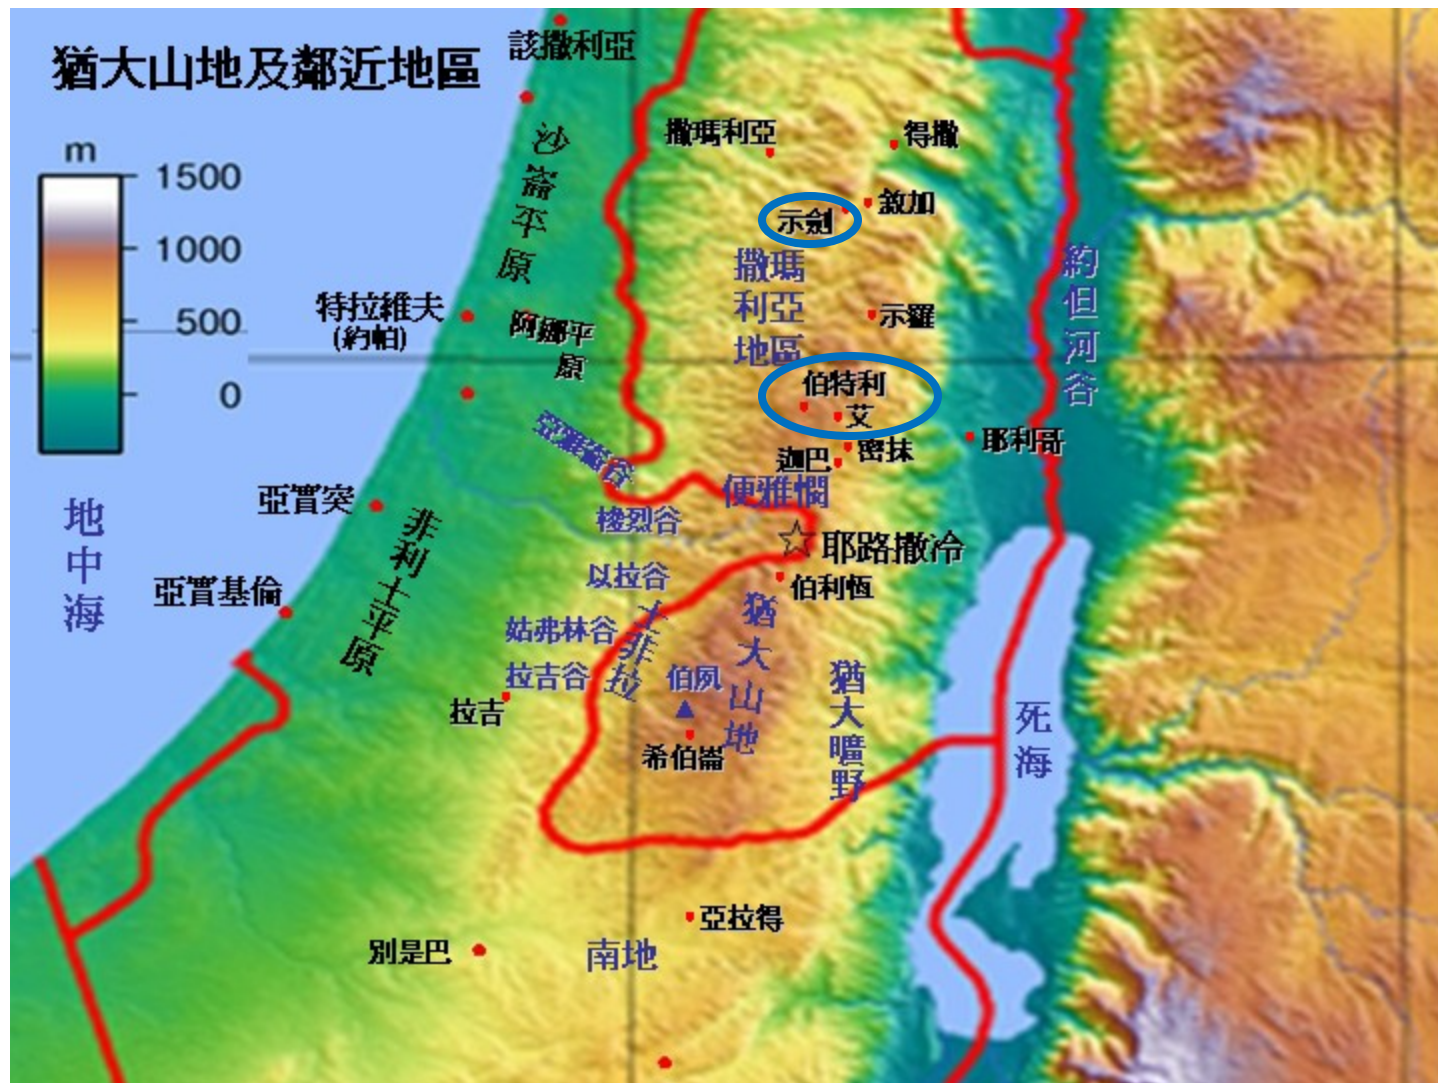 猶大山地及鄰近地區
該撒利亞
m
1500
1000
500
0
沙崙平原
撒瑪利亞
得撒
敘加
示劍
撒瑪利亞地區
約但河谷
特拉維夫
(約帕)
阿娜平原
示羅
伯特利
艾
亞雅崙谷
密抹
迦巴
耶利哥
便雅憫
地中海
亞實突
非利士平原
梭烈谷
耶路撒冷
以拉谷
伯利恆
亞實基倫
姑弗林谷
士非拉
猶大山地
拉吉谷
伯夙
猶大曠野
拉吉
希伯崙
死海
亞拉得
別是巴
南地